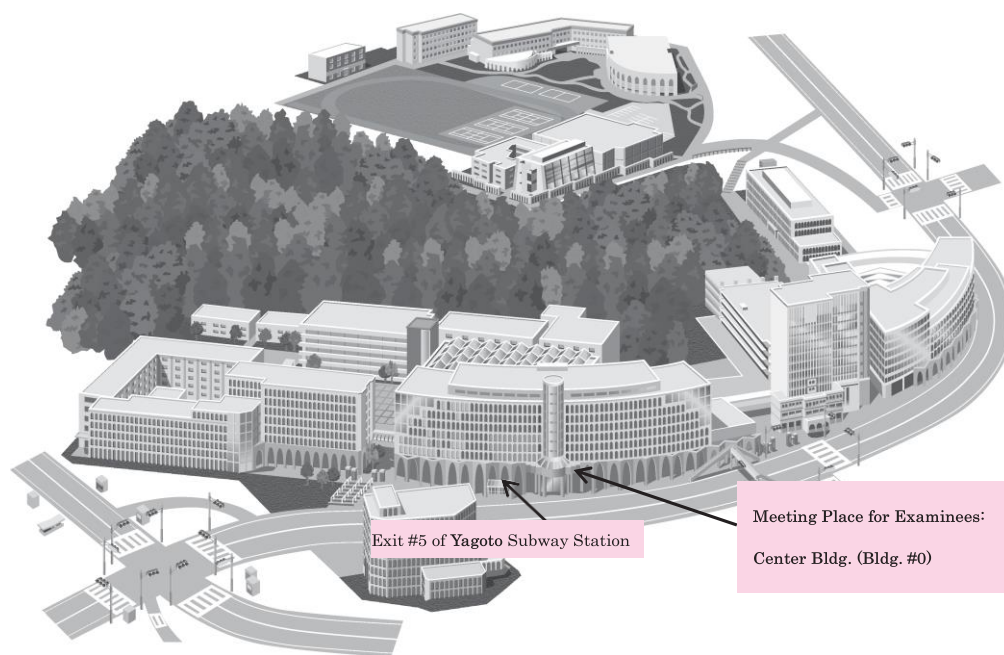 Exit #5 of Yagoto Subway Station
Meeting Place for Examinees:
Center Bldg. (Bldg. #0)